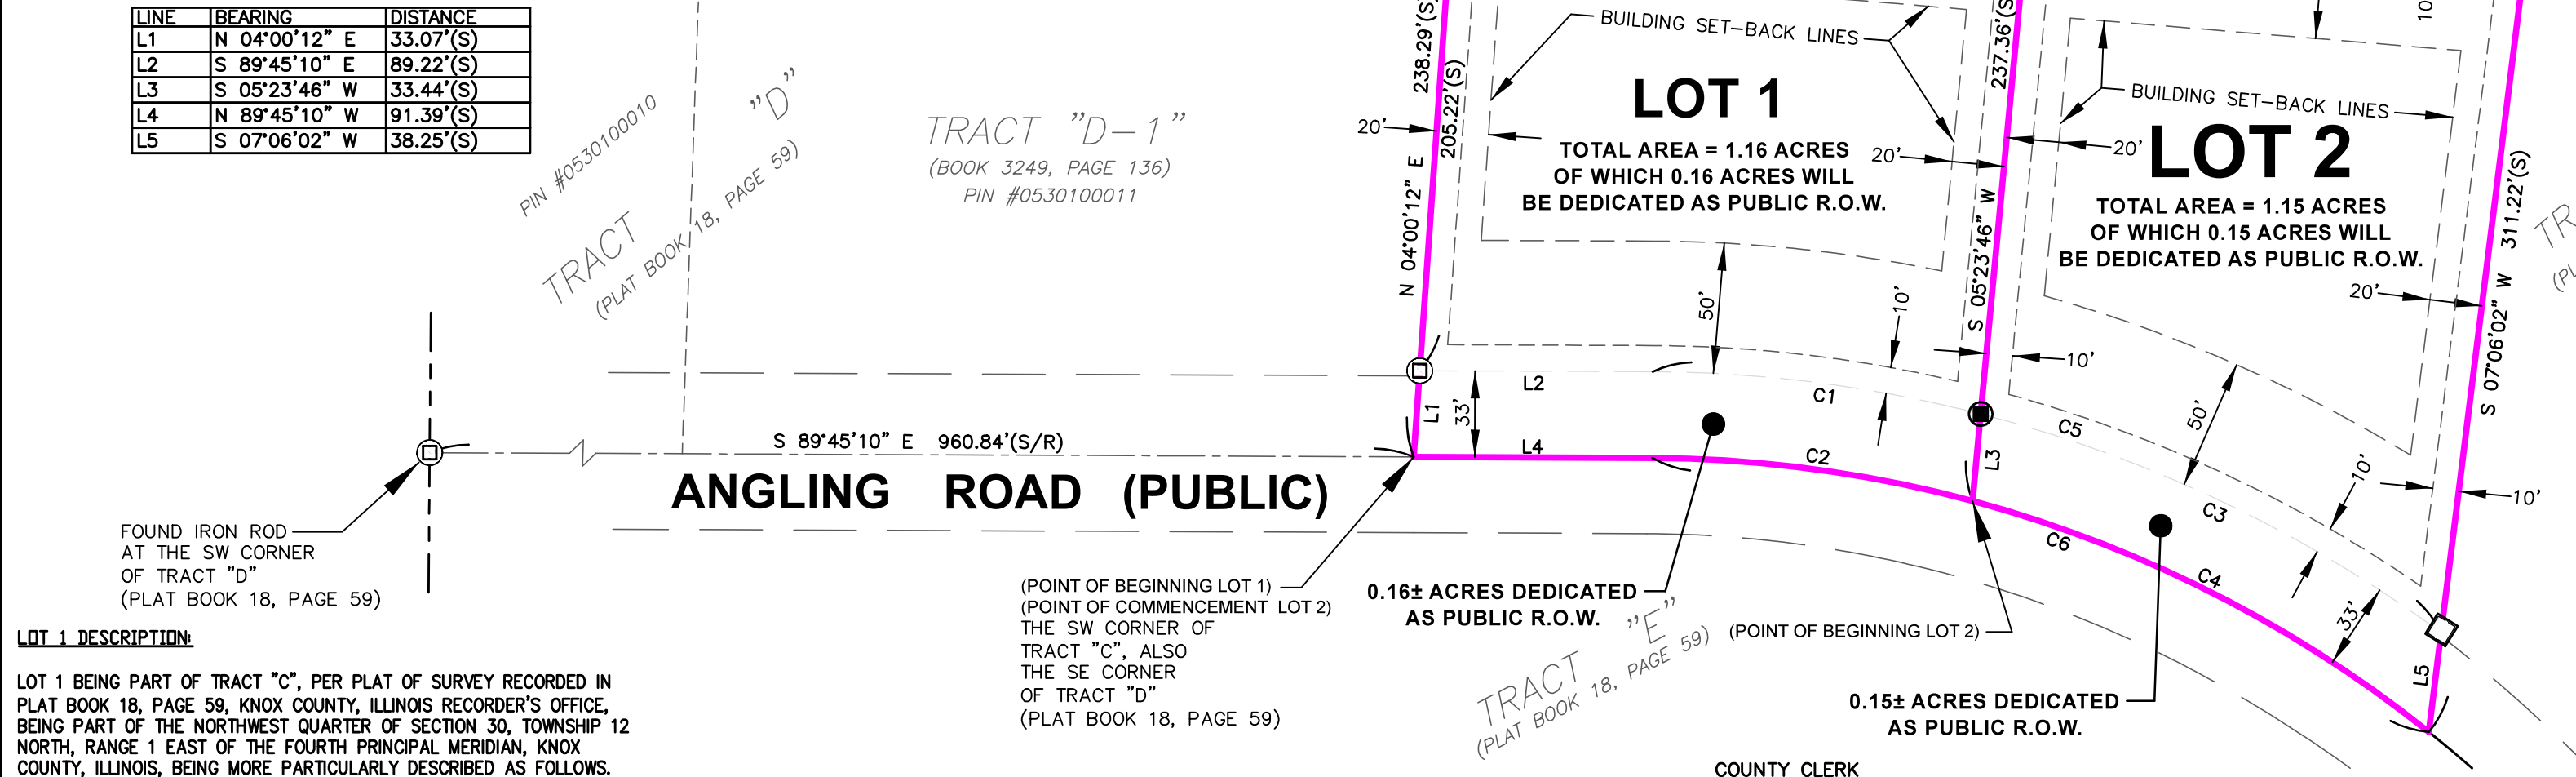 LINE BEARING DISTANCE
L1 N 04°00'12" E 33.07'(S)
L2 S 89°45'10" E 89.22'(S)
L3 S 05°23'46" W 33.44'(S)
L4 N 89°45'10" W 91.39'(S)
L5 S 07°06'02" W 38.25'(S)
PIN #0530100010
TRACT "D"
(PLAT BOOK 18, PAGE 59)
TRACT "D-1"
(BOOK 3249, PAGE 136)
PIN #0530100011
238.29'(S)
205.22'(S)
N 04°00'12" E
20'
BUILDING SET-BACK LINES
LOT 1
TOTAL AREA = 1.16 ACRES
OF WHICH 0.16 ACRES WILL
BE DEDICATED AS PUBLIC R.O.W.
20'
50'
10'
237.36'(S)
S 05°23'46" W
20'
10'
BUILDING SET-BACK LINES
LOT 2
TOTAL AREA = 1.15 ACRES
OF WHICH 0.15 ACRES WILL
BE DEDICATED AS PUBLIC R.O.W.
20'
10'
50'
10'
10'
S 07°06'02" W 311.22'(S)
L1
33'
L2
C1
L4
C2
L3
C5
C3
C6
C4
33'
L5
S 89°45'10" E 960.84'(S/R)
ANGLING ROAD (PUBLIC)
FOUND IRON ROD
AT THE SW CORNER
OF TRACT "D"
(PLAT BOOK 18, PAGE 59)
(POINT OF BEGINNING LOT 1)
(POINT OF COMMENCEMENT LOT 2)
THE SW CORNER OF
TRACT "C", ALSO
THE SE CORNER
OF TRACT "D"
(PLAT BOOK 18, PAGE 59)
0.16± ACRES DEDICATED
AS PUBLIC R.O.W.
TRACT "E"
(PLAT BOOK 18, PAGE 59)
(POINT OF BEGINNING LOT 2)
0.15± ACRES DEDICATED
AS PUBLIC R.O.W.
COUNTY CLERK
LOT 1 DESCRIPTION:
LOT 1 BEING PART OF TRACT "C", PER PLAT OF SURVEY RECORDED IN
PLAT BOOK 18, PAGE 59, KNOX COUNTY, ILLINOIS RECORDER'S OFFICE,
BEING PART OF THE NORTHWEST QUARTER OF SECTION 30, TOWNSHIP 12
NORTH, RANGE 1 EAST OF THE FOURTH PRINCIPAL MERIDIAN, KNOX
COUNTY, ILLINOIS, BEING MORE PARTICULARLY DESCRIBED AS FOLLOWS.